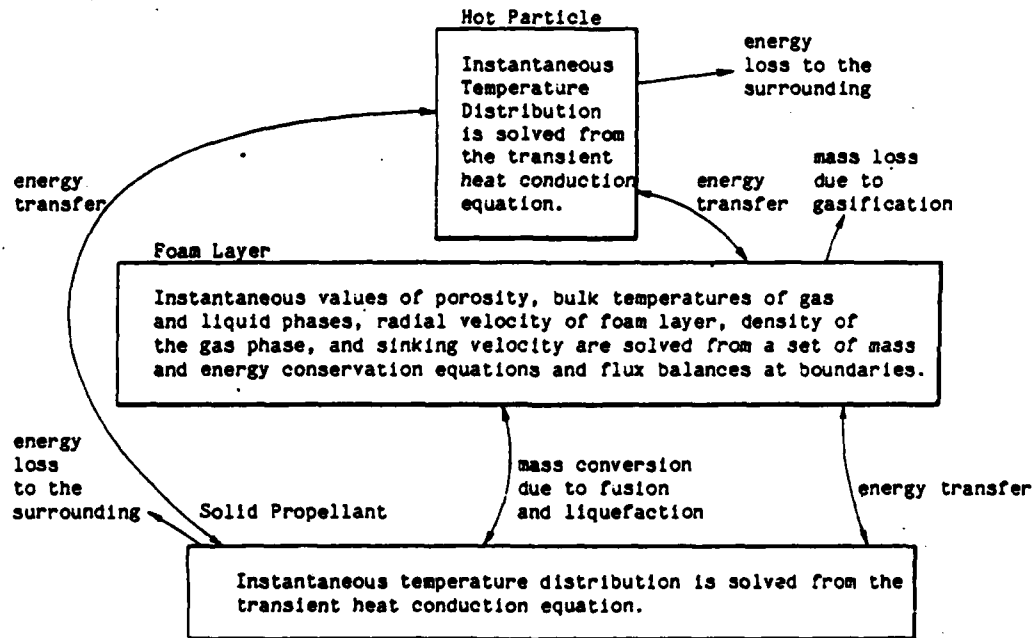 Hot Particle
Instantaneous
Temperature
Distribution
is solved from
the transient
heat conduction
equation.
energy
loss to the
surrounding
energy
transfer
energy
transfer
mass loss
due to
gasification
Foam Layer
Instantaneous values of porosity, bulk temperatures of gas
and liquid phases, radial velocity of foam layer, density of
the gas phase, and sinking velocity are solved from a set of mass
and energy conservation equations and flux balances at boundaries.
energy
loss
to the
surrounding
mass conversion
due to fusion
and liquefaction
energy transfer
Solid Propellant
Instantaneous temperature distribution is solved from the
transient heat conduction equation.